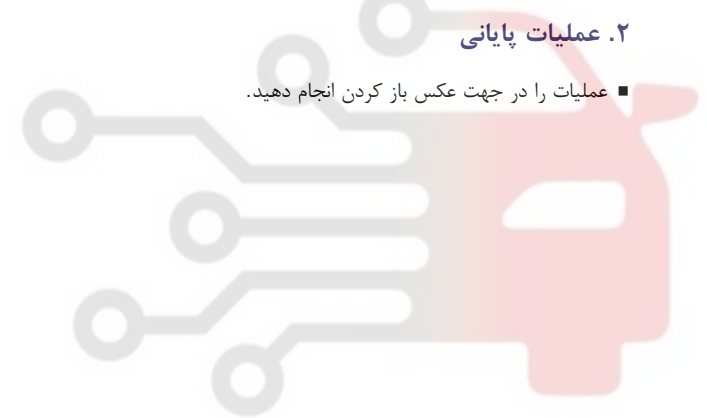 ۲. عملیات پایانی
▪ عملیات را در جهت عکس باز کردن انجام دهید.